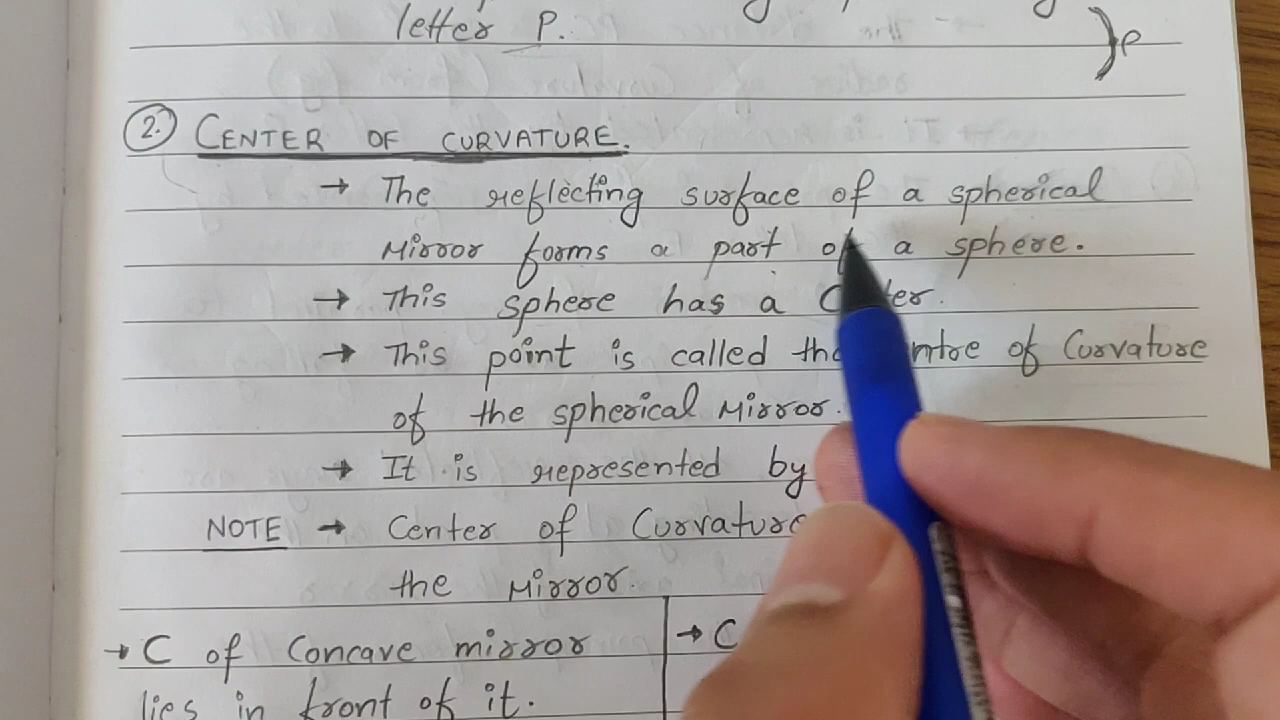 letter P.
P
2. CENTER OF CURVATURE.
→ The reflecting surface of a spherical
Mirror forms a part of a sphere.
→ This sphere has a
→ This point is called the of Curvature
of the spherical Mirror.
→ It is represented by
NOTE → Center of Curvature
the Mirror.
→ C of Concave mirror
lies in front of it.
→ C